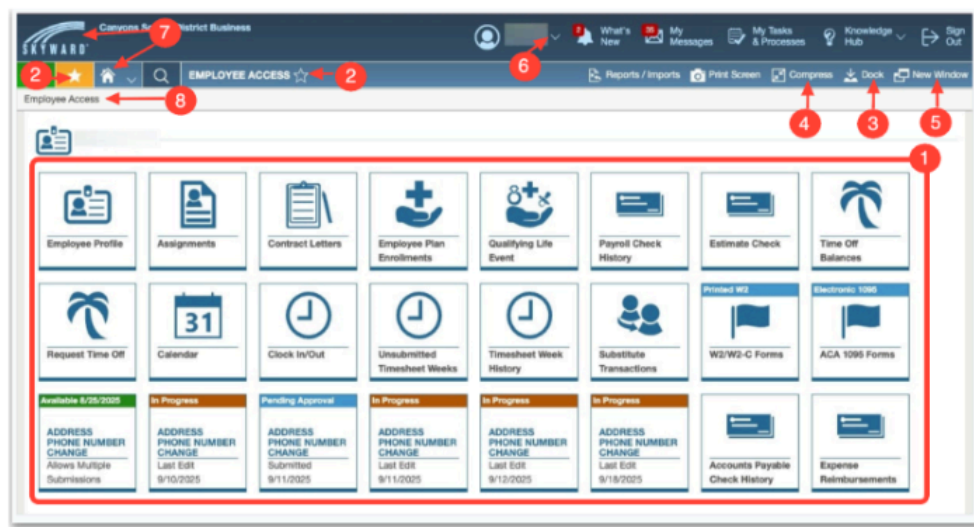 Canyons School District Business
SKYWARD
7
6
2 What's New
35 My Messages
My Tasks & Processes
Knowledge Hub
Sign Out
2
EMPLOYEE ACCESS
2
Reports / Imports
Print Screen
Compress
Dock
New Window
Employee Access
8
4
3
5
1
Employee Profile
Assignments
Contract Letters
Employee Plan
Enrollments
Qualifying Life
Event
Payroll Check
History
Estimate Check
Time Off
Balances
Request Time Off
31
Calendar
Clock In/Out
Unsubmitted
Timesheet Weeks
Timesheet Week
History
Substitute
Transactions
Printed W2
W2/W2-C Forms
Electronic 1095
ACA 1095 Forms
Available 6/25/2025
ADDRESS
PHONE NUMBER
CHANGE
Allows Multiple
Submissions
In Progress
ADDRESS
PHONE NUMBER
CHANGE
Last Edit
9/10/2025
Pending Approval
ADDRESS
PHONE NUMBER
CHANGE
Submitted
9/11/2025
In Progress
ADDRESS
PHONE NUMBER
CHANGE
Last Edit
9/11/2025
In Progress
ADDRESS
PHONE NUMBER
CHANGE
Last Edit
9/12/2025
In Progress
ADDRESS
PHONE NUMBER
CHANGE
Last Edit
9/18/2025
Accounts Payable
Check History
Expense
Reimbursements